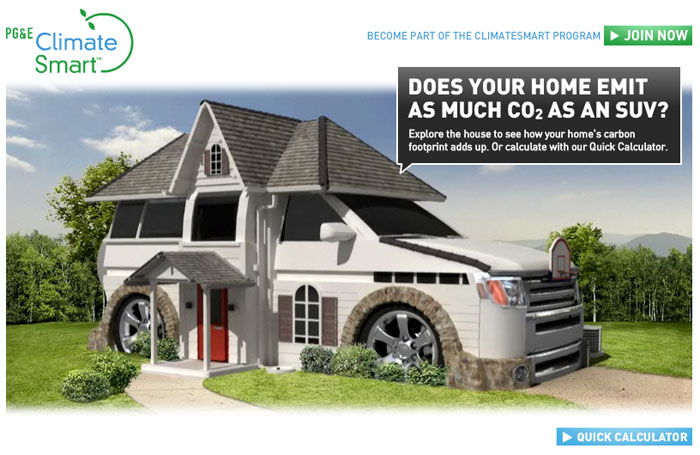 PG&E
Climate
Smart™
BECOME PART OF THE CLIMATESMART PROGRAM
JOIN NOW
DOES YOUR HOME EMIT
AS MUCH CO₂ AS AN SUV?
Explore the house to see how your home's carbon
footprint adds up. Or calculate with our Quick Calculator.
QUICK CALCULATOR